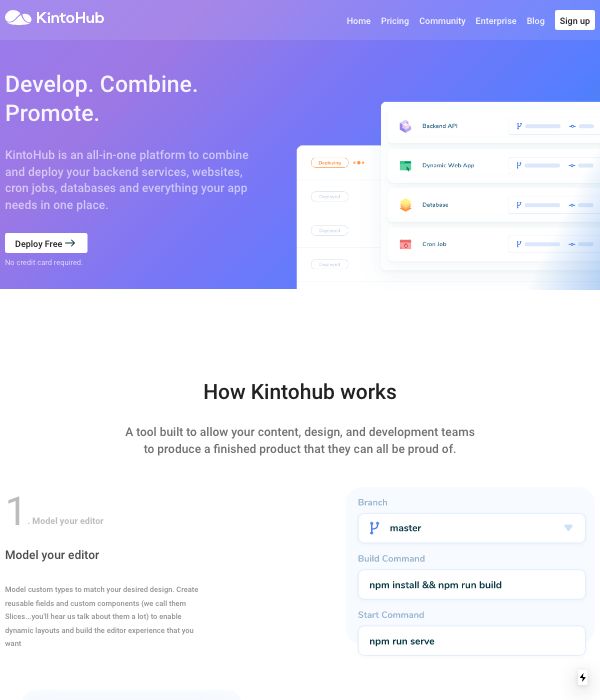 KintoHub
Home Pricing Community Enterprise Blog Sign up
Develop. Combine.
Promote.
KintoHub is an all-in-one platform to combine
and deploy your backend services, websites,
cron jobs, databases and everything your app
needs in one place.
Deploy Free
No credit card required.
Backend API
Dynamic Web App
Database
Cron Job
Deploying
Deployed
Deployed
Deployed
How Kintohub works
A tool built to allow your content, design, and development teams
to produce a finished product that they can all be proud of.
1 . Model your editor
Model your editor
Model custom types to match your desired design. Create
reusable fields and custom components (we call them
Slices...you'll hear us talk about them a lot) to enable
dynamic layouts and build the editor experience that you
want
Branch
master
Build Command
npm install && npm run build
Start Command
npm run serve